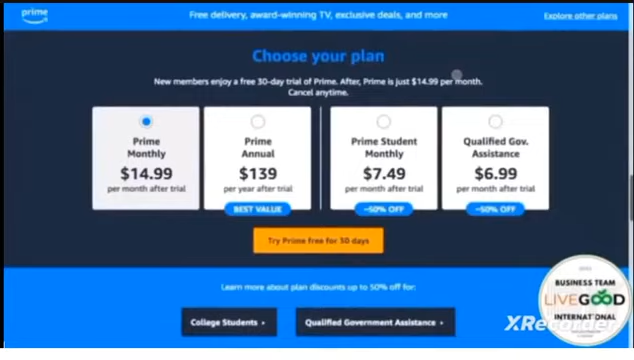 prime
Free delivery, award-winning TV, exclusive deals, and more
Explore other plans
Choose your plan
New members enjoy a free 30-day trial of Prime. After, Prime is just $14.99 per month.
Cancel anytime.
Prime
Monthly
$14.99
per month after trial
Prime
Annual
$139
per year after trial
BEST VALUE
Prime Student
Monthly
$7.49
per month after trial
~50% OFF
Qualified Gov.
Assistance
$6.99
per month after trial
~50% OFF
Try Prime free for 30 days
Learn more about plan discounts up to 50% off for:
College Students ›
Qualified Government Assistance ›
BUSINESS TEAM
LIVEGOOD
INTERNATIONAL
XRecorder